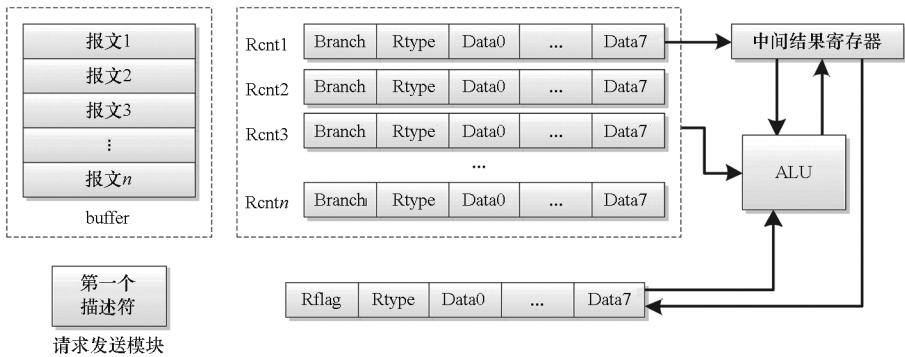 报文1
报文2
报文3
⋮
报文n
buffer
第一个
描述符
请求发送模块
Rcnt1 Branch Rtype Data0 ... Data7
Rcnt2 Branch Rtype Data0 ... Data7
Rcnt3 Branch Rtype Data0 ... Data7
...
Rcntn Branch Rtype Data0 ... Data7
Rflag Rtype Data0 ... Data7
中间结果寄存器
ALU